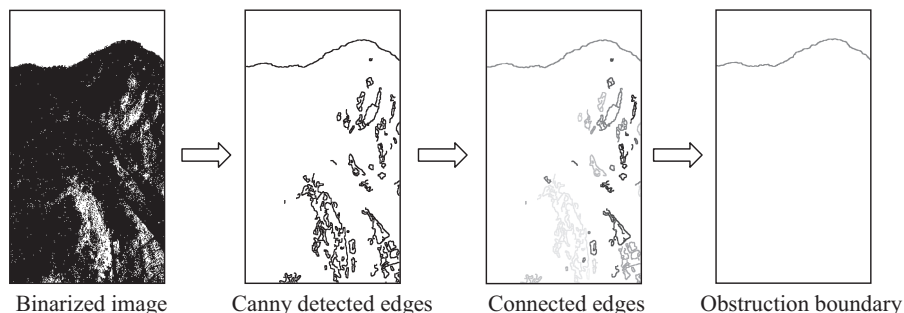 Binarized image
Canny detected edges
Connected edges
Obstruction boundary